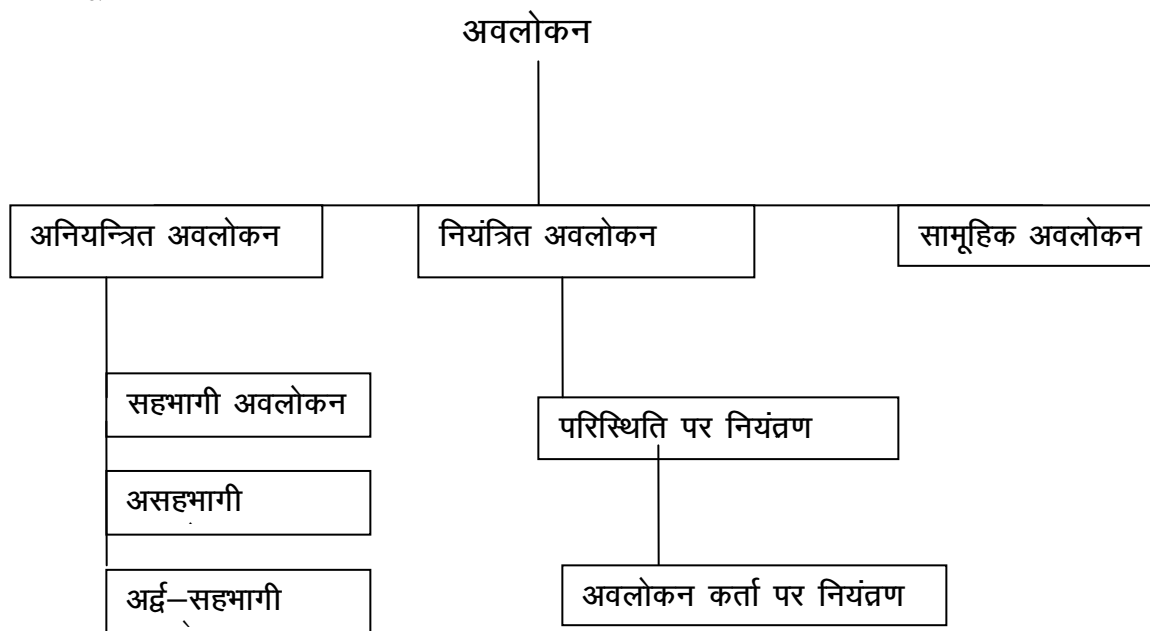 अवलोकन
अनियन्त्रित अवलोकन
नियंत्रित अवलोकन
सामूहिक अवलोकन
सहभागी अवलोकन
परिस्थिति पर नियंत्रण
असहभागी
अर्द्व–सहभागी
अवलोकन कर्ता पर नियंत्रण